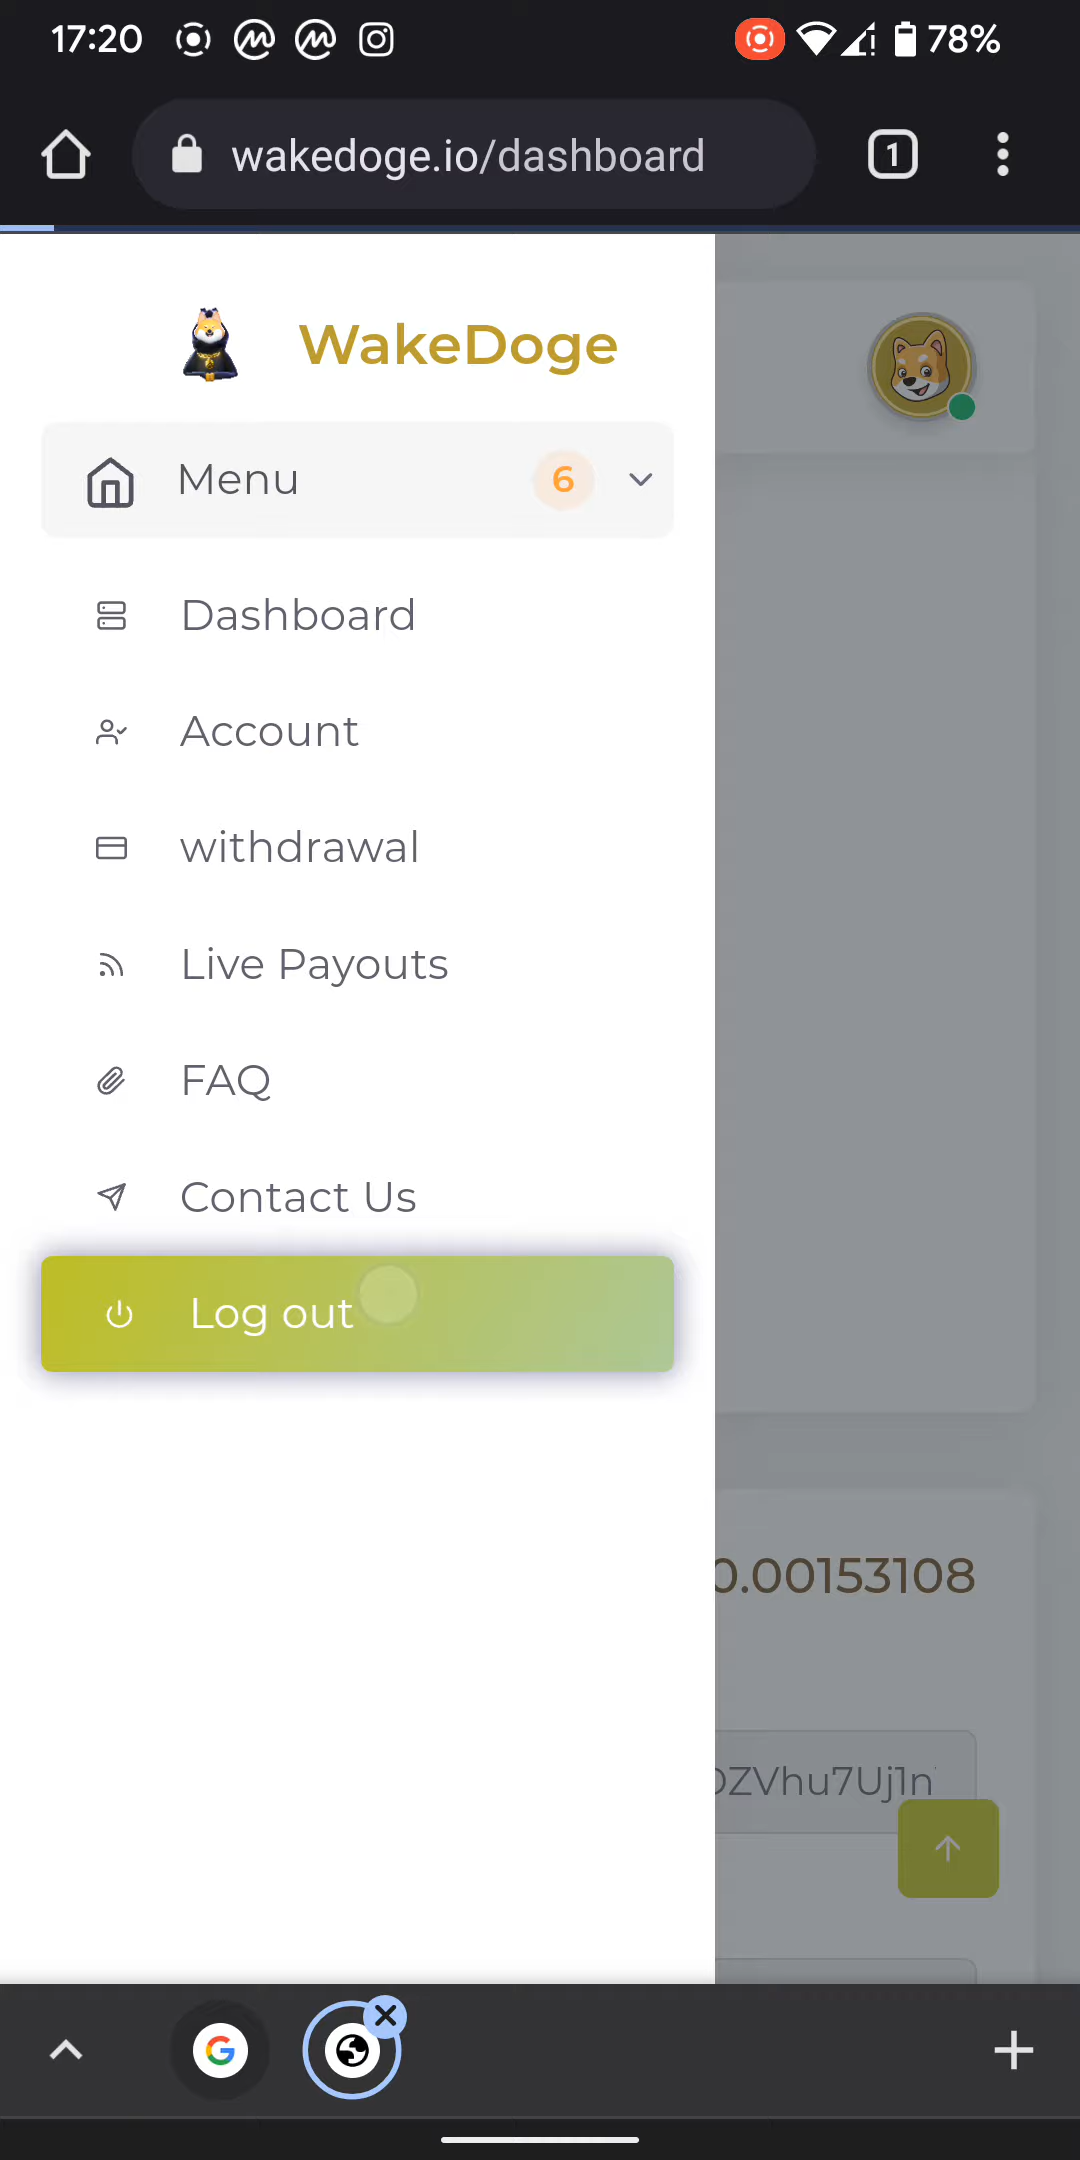 17:20
78%
wakedoge.io/dashboard
1
WakeDoge
Menu
6
Dashboard
Account
withdrawal
Live Payouts
FAQ
Contact Us
Log out
0.00153108
ZVhu7Uj1n